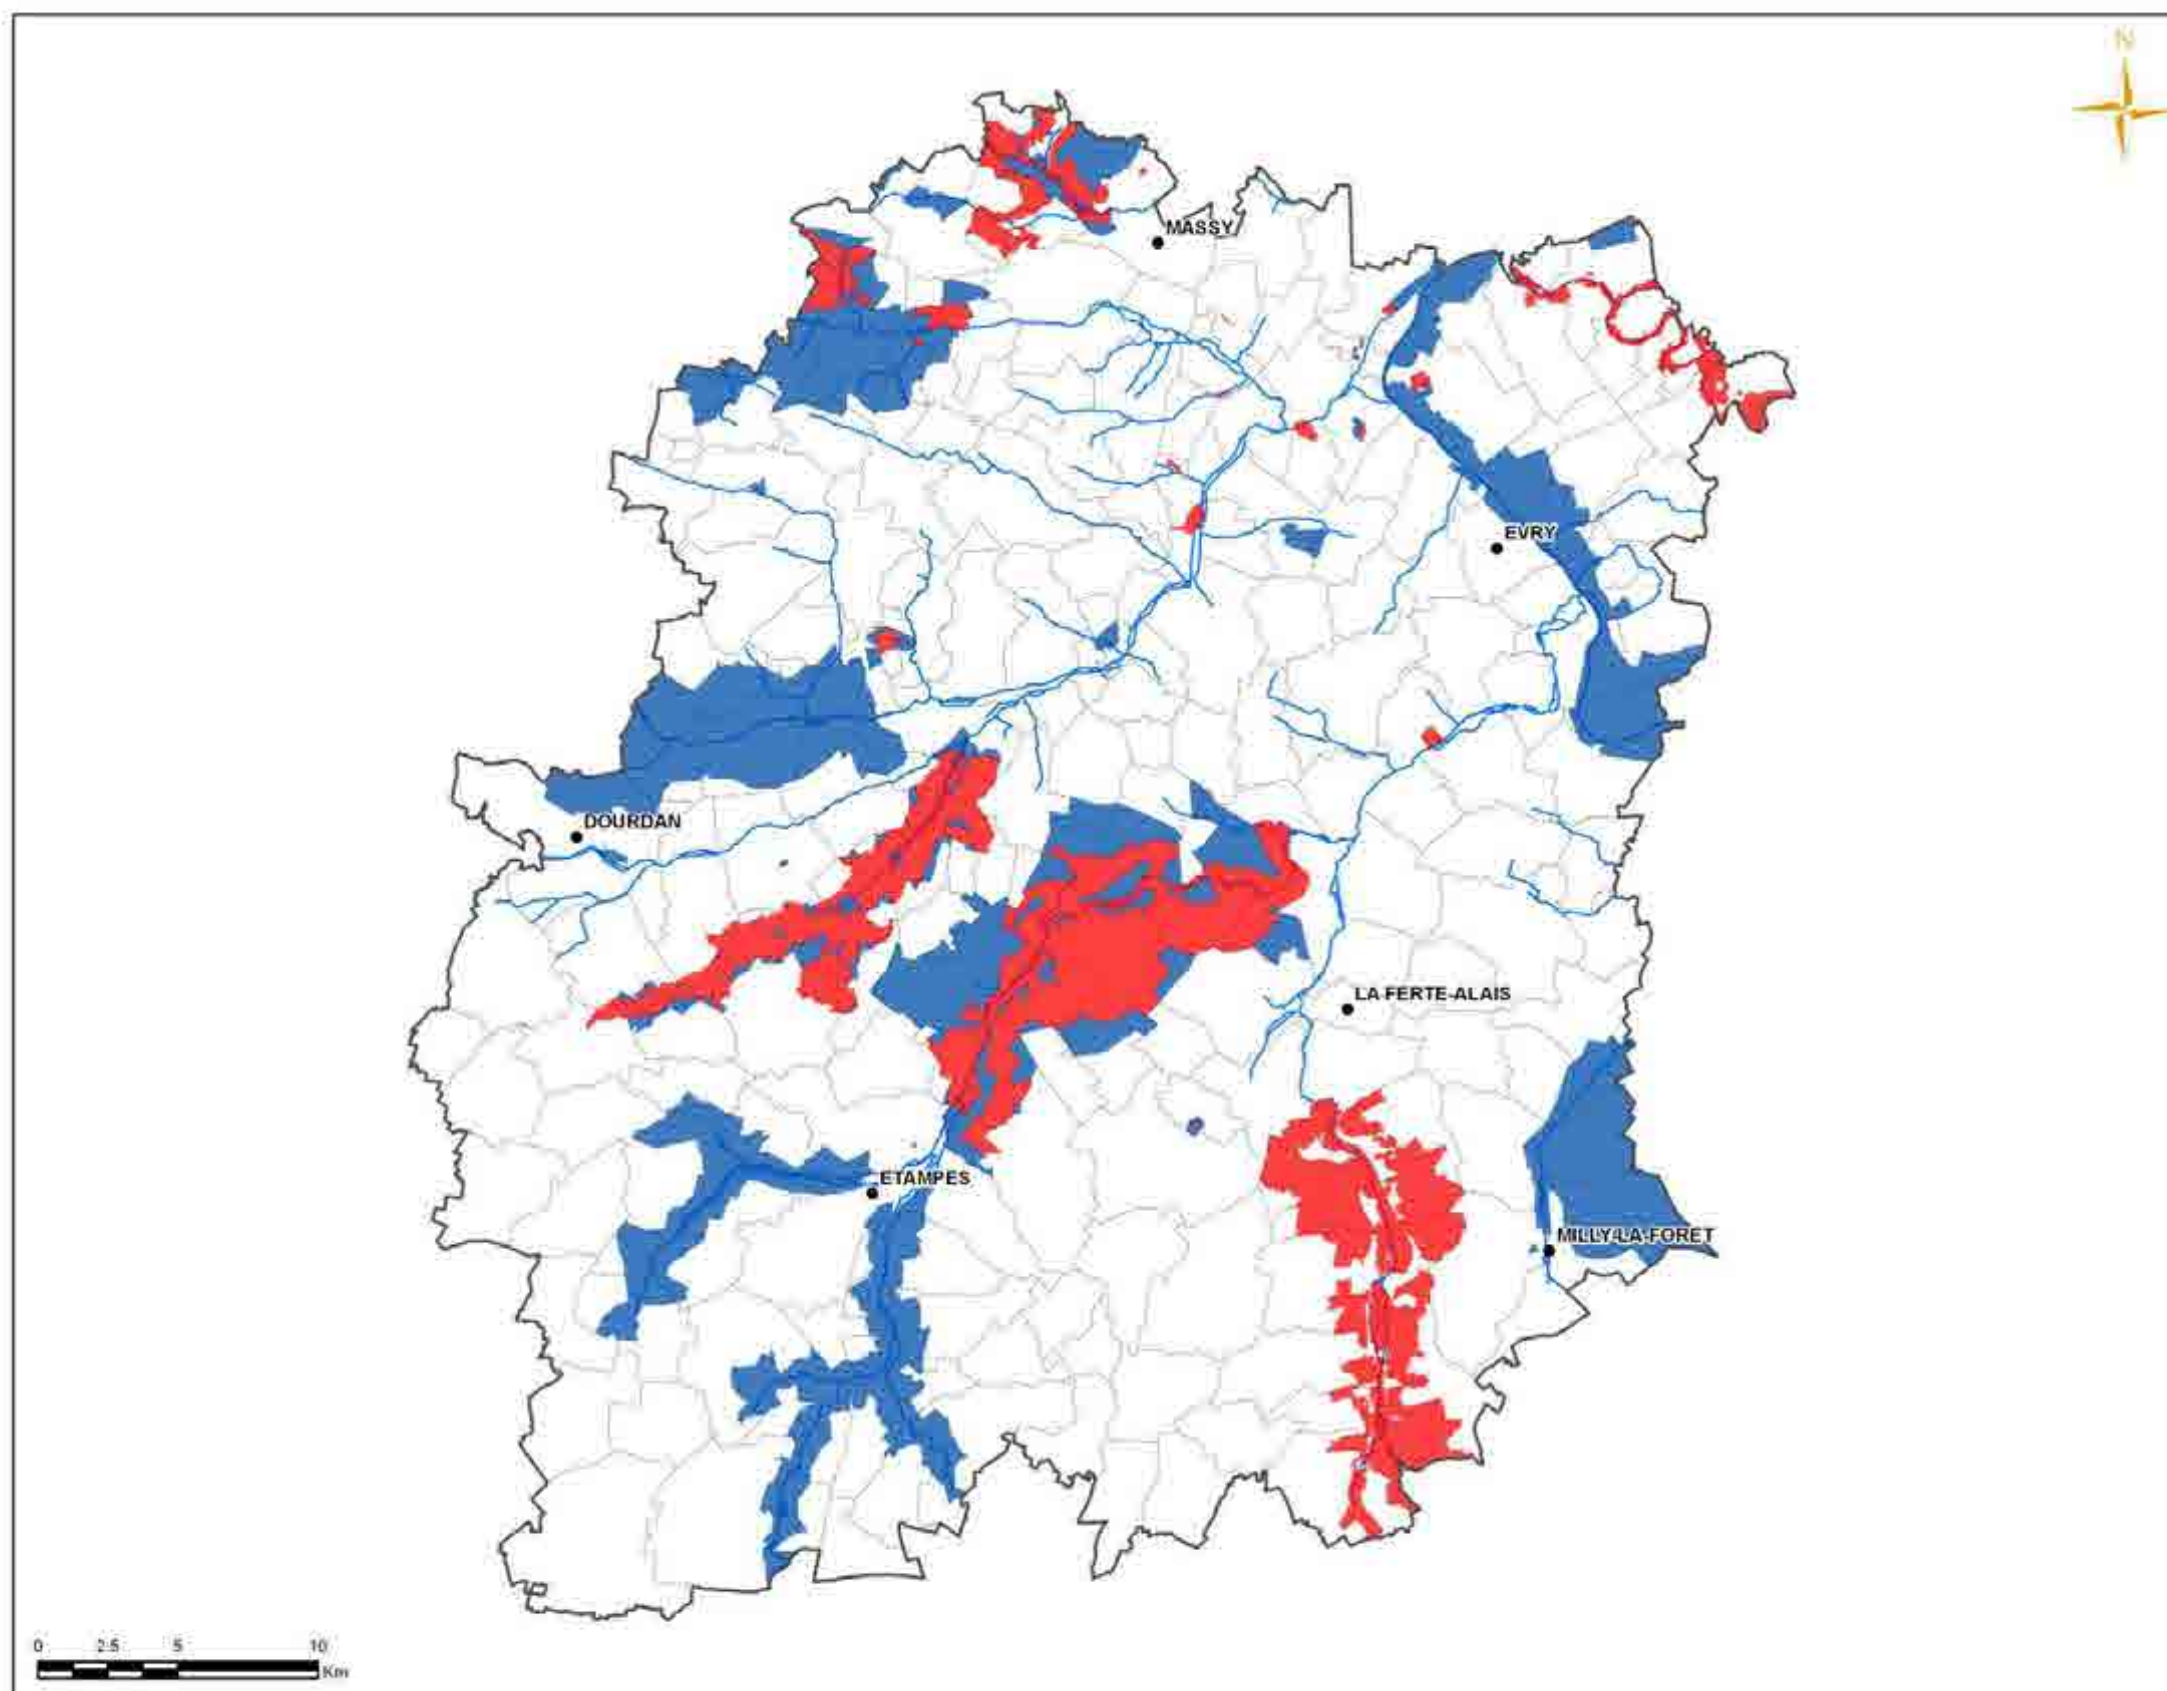 N
MASSY
EVRY
DOURDAN
LA FERTE-ALAIS
ETAMPES
MILLY-LA-FORET
0 2.5 5 10
Km